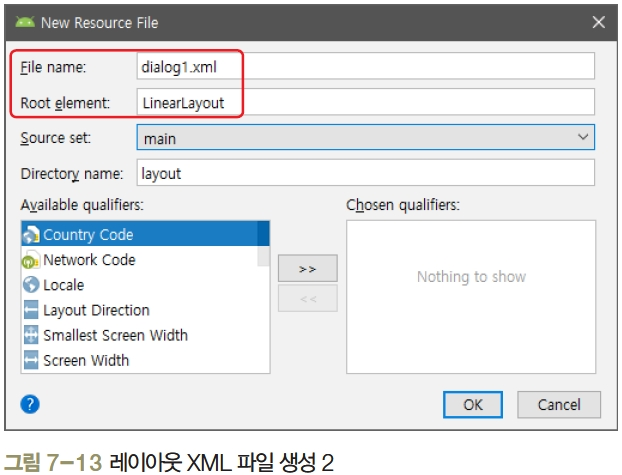 New Resource File
File name: dialog1.xml
Root element: LinearLayout
Source set: main
Directory name: layout
Available qualifiers: Chosen qualifiers:
Country Code
Network Code
Locale
Layout Direction
Smallest Screen Width
Screen Width
>>
<<
Nothing to show
?
OK Cancel
그림 7-13 레이아웃 XML 파일 생성 2